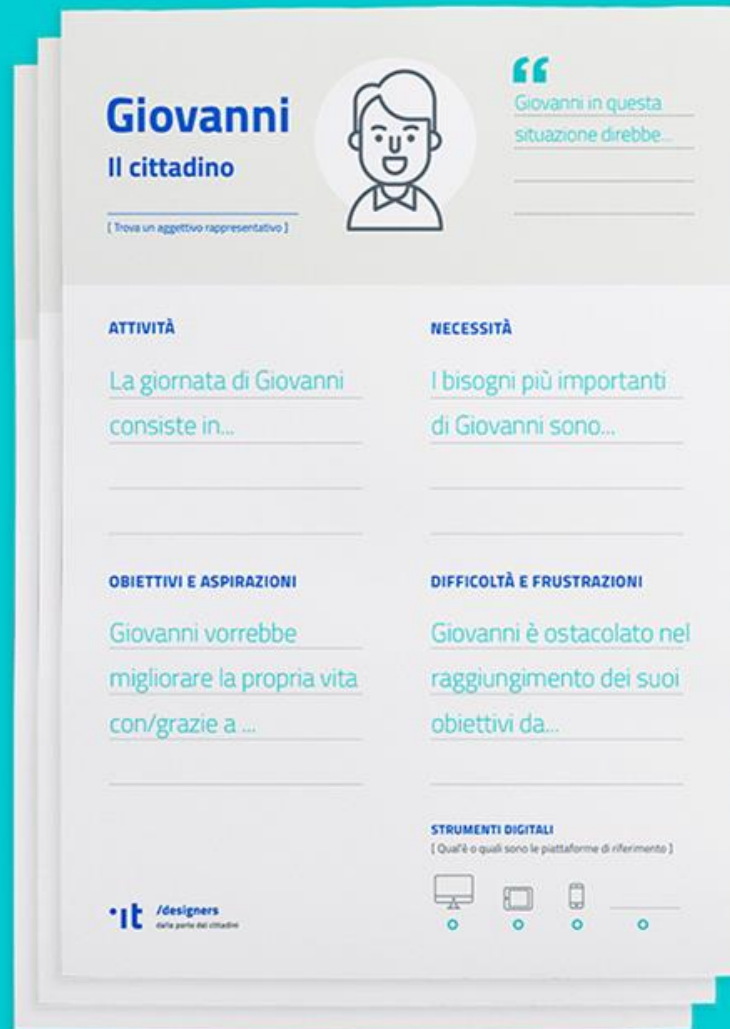 Giovanni
Il cittadino
[ Trova un aggettivo rappresentativo ]
“
Giovanni in questa
situazione direbbe...
ATTIVITÀ
La giornata di Giovanni
consiste in...
NECESSITÀ
I bisogni più importanti
di Giovanni sono...
OBIETTIVI E ASPIRAZIONI
Giovanni vorrebbe
migliorare la propria vita
con/grazie a ...
DIFFICOLTÀ E FRUSTRAZIONI
Giovanni è ostacolato nel
raggiungimento dei suoi
obiettivi da...
STRUMENTI DIGITALI
[ Qual'è o quali sono le piattaforme di riferimento ]
it
/designers
dalla parte dei cittadini